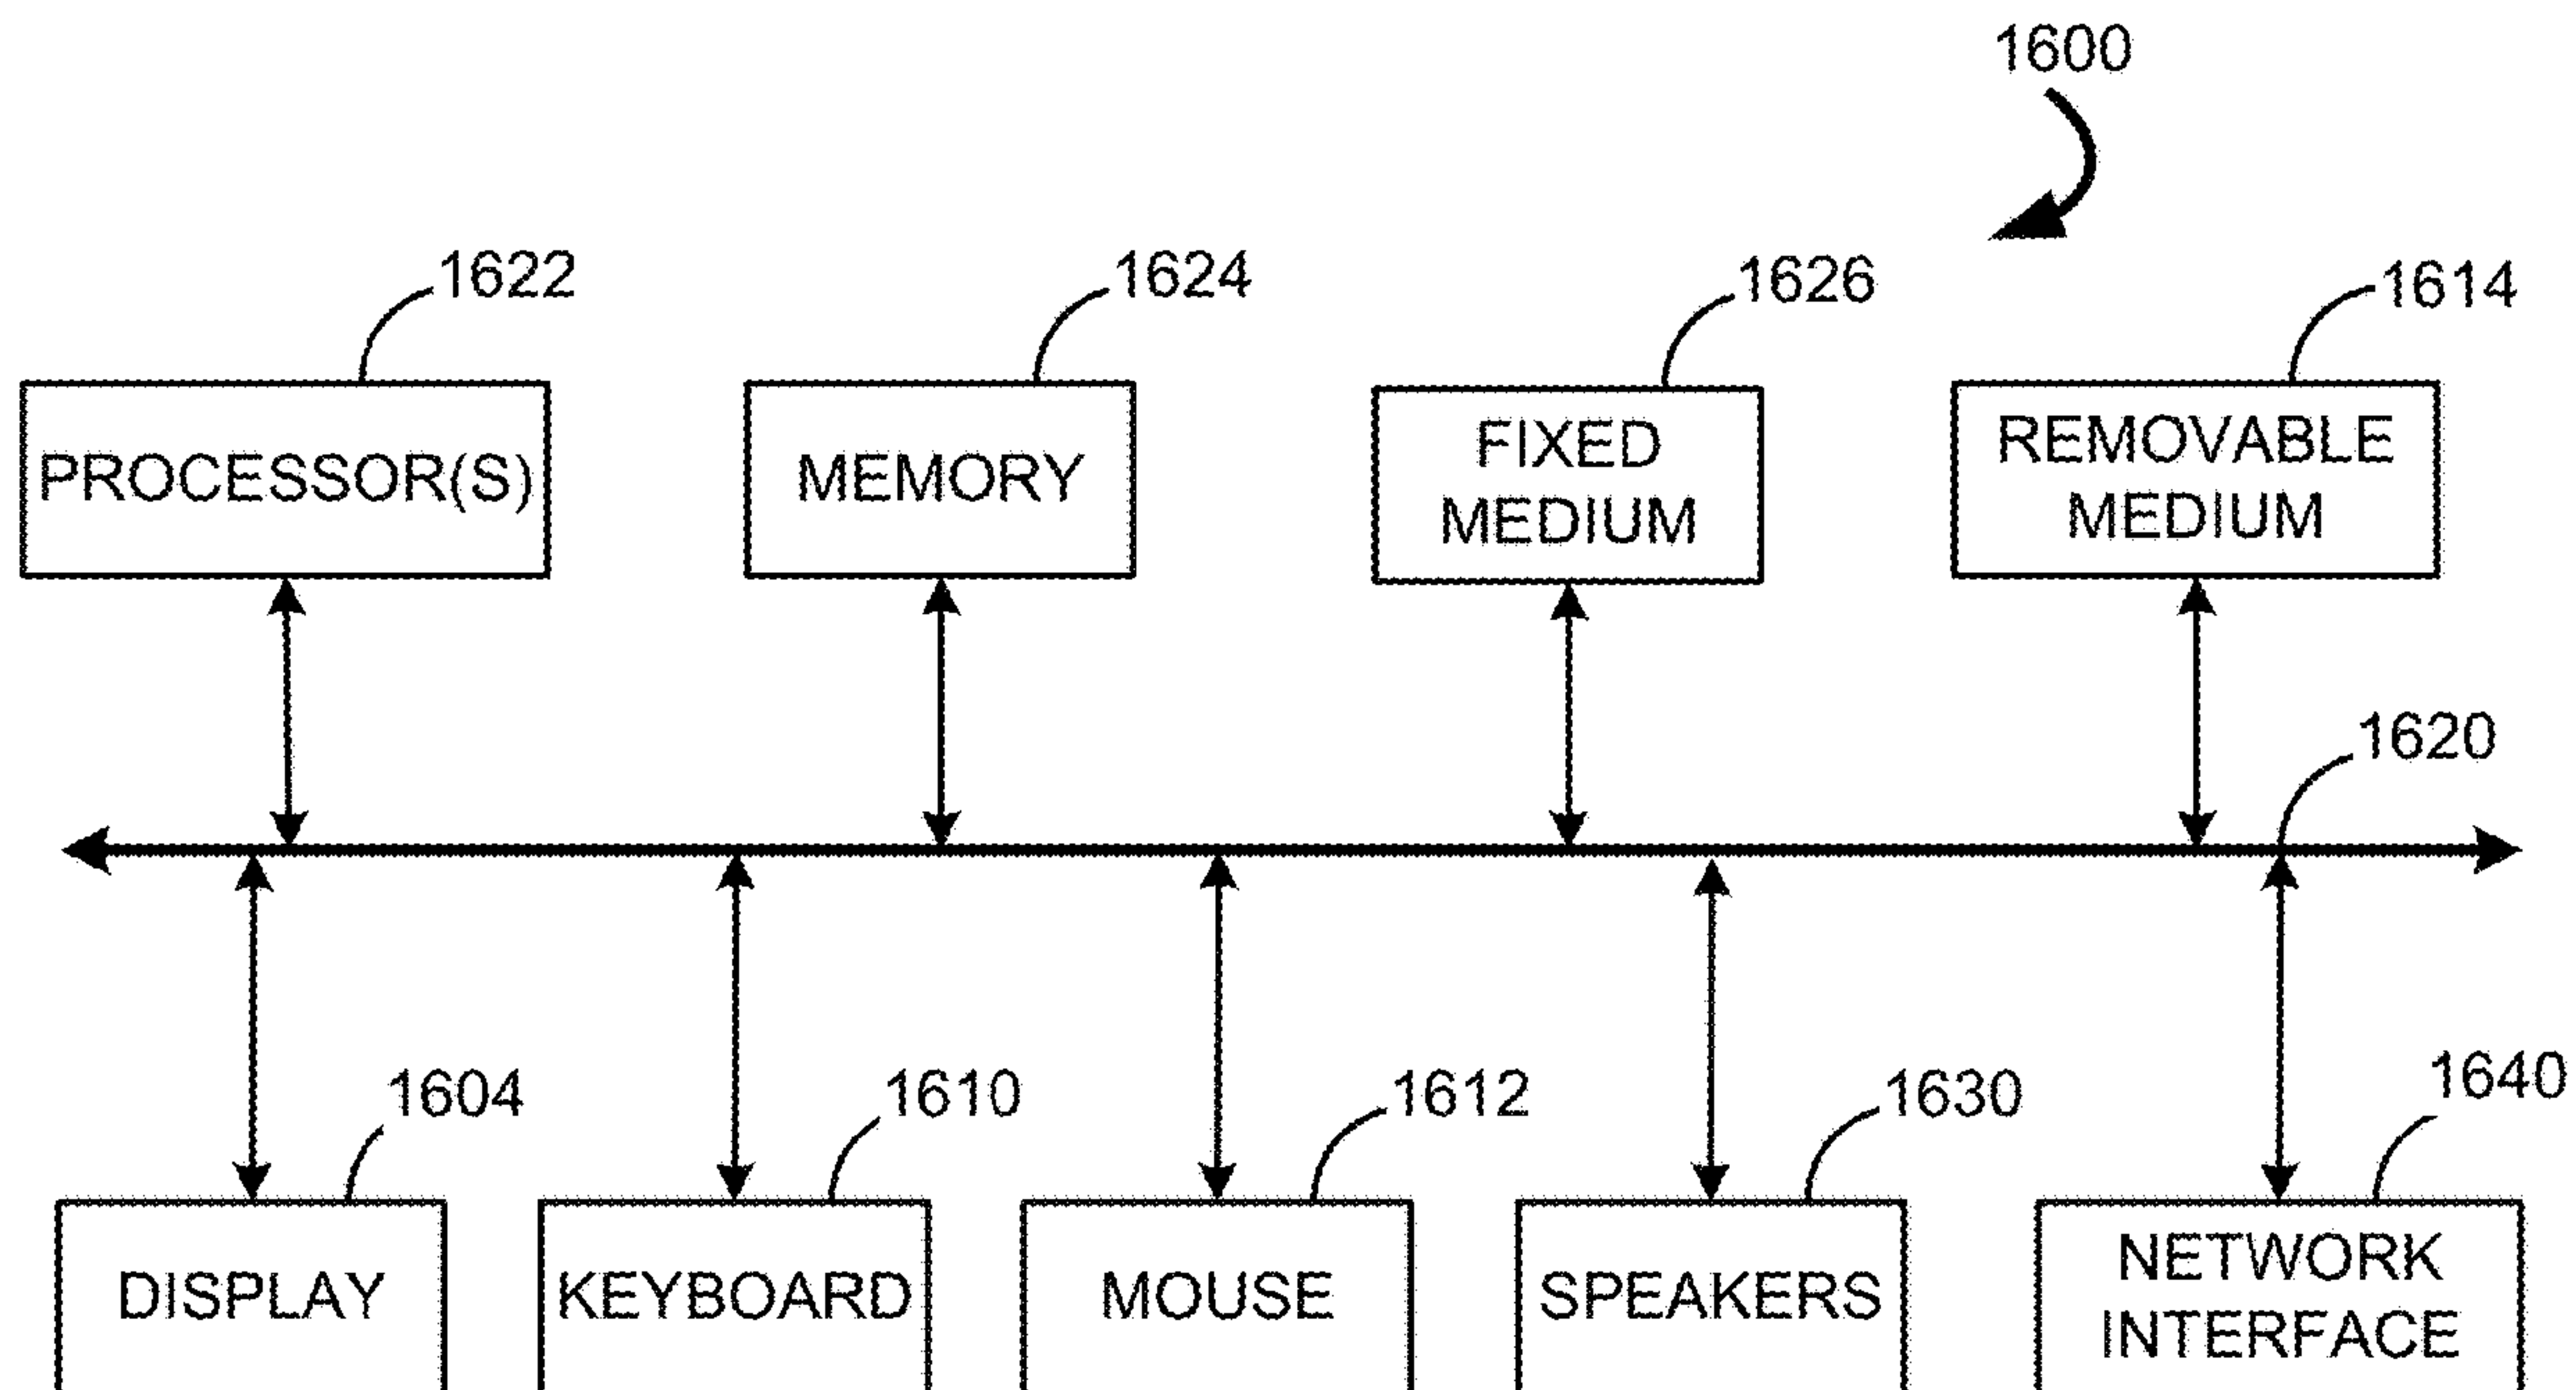 1600
1622
1624
1626
1614
PROCESSOR(S)
MEMORY
FIXED
MEDIUM
REMOVABLE
MEDIUM
1620
1604
1610
1612
1630
1640
DISPLAY
KEYBOARD
MOUSE
SPEAKERS
NETWORK
INTERFACE